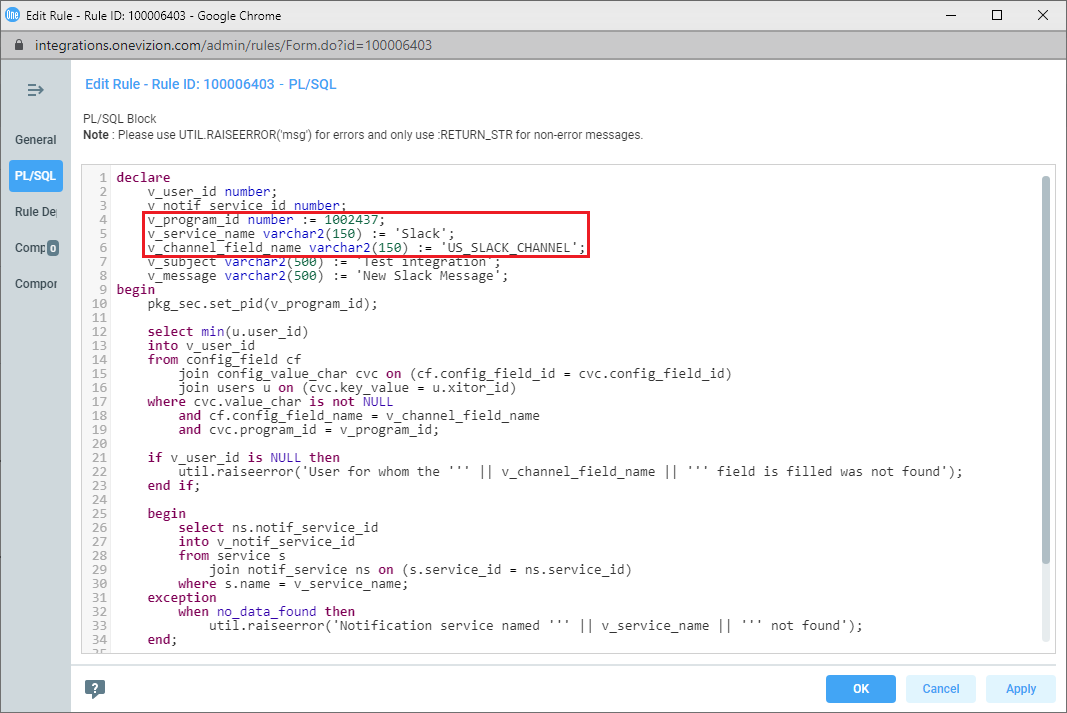 One Edit Rule - Rule ID: 100006403 - Google Chrome
integrations.onevizion.com/admin/rules/Form.do?id=100006403
Edit Rule - Rule ID: 100006403 - PL/SQL
General
PL/SQL
Rule De
Comp 0
Compor
PL/SQL Block
Note : Please use UTIL.RAISEERROR('msg') for errors and only use :RETURN_STR for non-error messages.
1 declare
2     v_user_id number;
3     v_notif_service_id number;
4     v_program_id number := 1002437;
5     v_service_name varchar2(150) := 'Slack';
6     v_channel_field_name varchar2(150) := 'US_SLACK_CHANNEL';
7     v_subject varchar2(500) := 'Test integration';
8     v_message varchar2(500) := 'New Slack Message';
9 begin
10     pkg_sec.set_pid(v_program_id);
11
12     select min(u.user_id)
13     into v_user_id
14     from config_field cf
15         join config_value_char cvc on (cf.config_field_id = cvc.config_field_id)
16         join users u on (cvc.key_value = u.xitor_id)
17     where cvc.value_char is not NULL
18         and cf.config_field_name = v_channel_field_name
19         and cvc.program_id = v_program_id;
20
21     if v_user_id is NULL then
22         util.raiseerror('User for whom the ''' || v_channel_field_name || ''' field is filled was not found');
23     end if;
24
25     begin
26         select ns.notif_service_id
27         into v_notif_service_id
28         from service s
29             join notif_service ns on (s.service_id = ns.service_id)
30         where s.name = v_service_name;
31     exception
32         when no_data_found then
33             util.raiseerror('Notification service named ''' || v_service_name || ''' not found');
34     end;
35
?
OK
Cancel
Apply